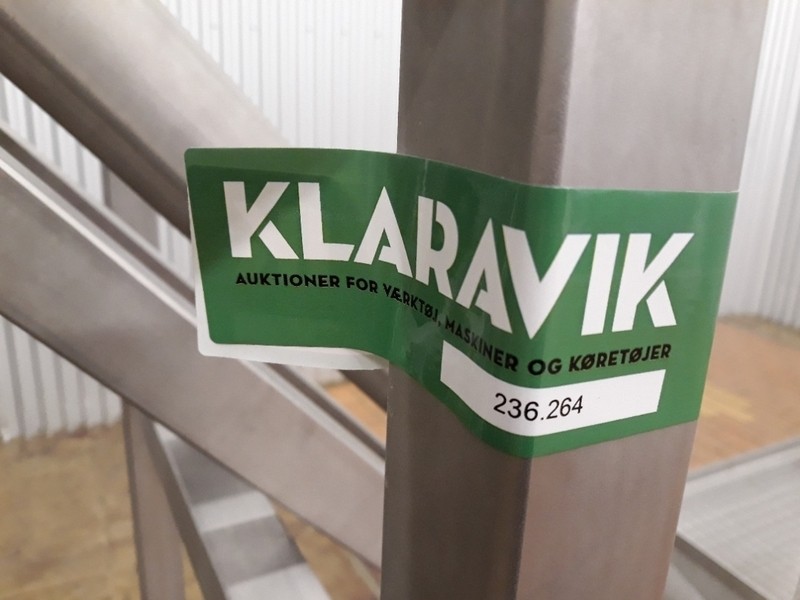 KLARAVIK
AUKTIONER FOR VÆRKTØJ, MASKINER OG KØRETØJER
236.264